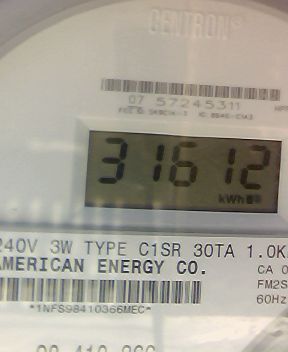 CENTRON®
07 57245311
31612
kWh
240V 3W TYPE C1SR 30TA 1.0K
AMERICAN ENERGY CO.
CA 0
FM2S
60Hz
*1NFS98410366MEC*